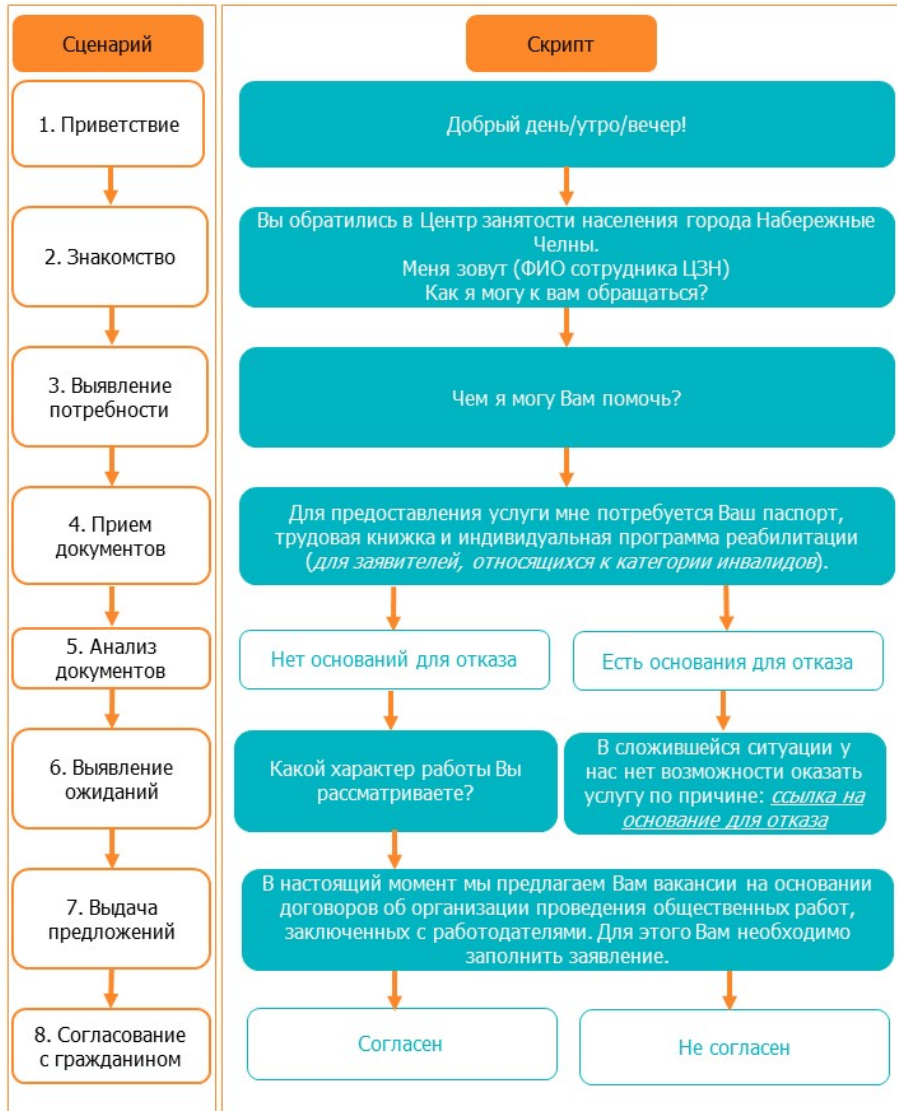 Сценарий
Скрипт
1. Приветствие
Добрый день/утро/вечер!
2. Знакомство
Вы обратились в Центр занятости населения города Набережные
Челны.
Меня зовут (ФИО сотрудника ЦЗН)
Как я могу к вам обращаться?
3. Выявление
потребности
Чем я могу Вам помочь?
4. Прием
документов
Для предоставления услуги мне потребуется Ваш паспорт,
трудовая книжка и индивидуальная программа реабилитации
(для заявителей, относящихся к категории инвалидов).
5. Анализ
документов
Нет оснований для отказа
Есть основания для отказа
6. Выявление
ожиданий
Какой характер работы Вы
рассматриваете?
В сложившейся ситуации у
нас нет возможности оказать
услугу по причине: ссылка на
основание для отказа
7. Выдача
предложений
В настоящий момент мы предлагаем Вам вакансии на основании
договоров об организации проведения общественных работ,
заключенных с работодателями. Для этого Вам необходимо
заполнить заявление.
8. Согласование
с гражданином
Согласен
Не согласен